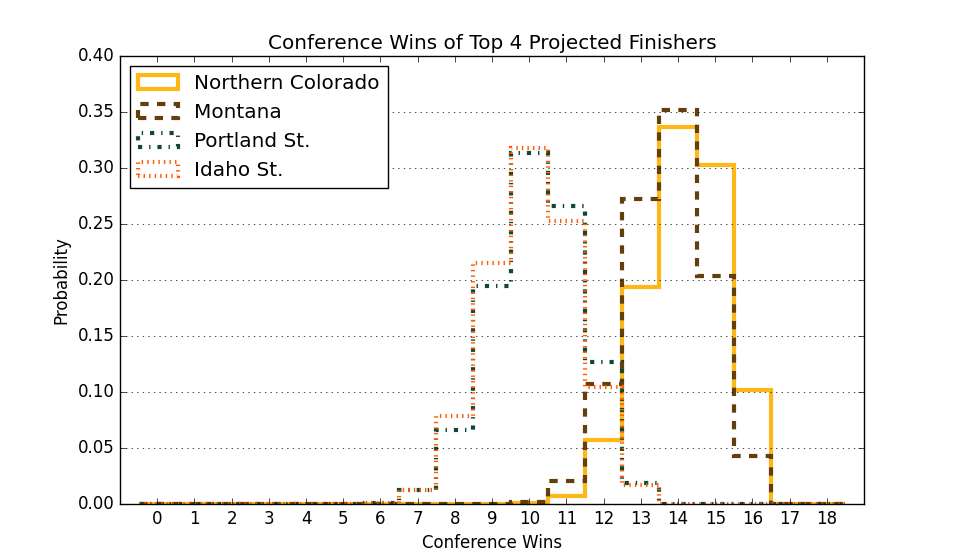 Conference Wins of Top 4 Projected Finishers
0.40
0.35
0.30
0.25
0.20
0.15
0.10
0.05
0.00
Probability
Northern Colorado
Montana
Portland St.
Idaho St.
0 1 2 3 4 5 6 7 8 9 10 11 12 13 14 15 16 17 18
Conference Wins